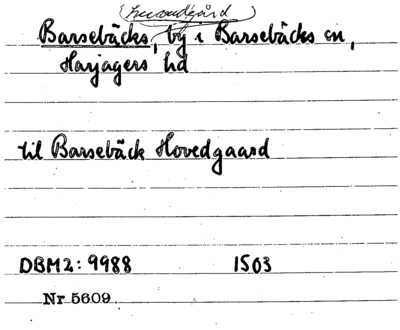 huvudgård
Barsebäcks, by i Barsebäcks sn,
Harjagers hd
til Barsebäck Hovedgaard
DBM2: 9988 1503
Nr 5609